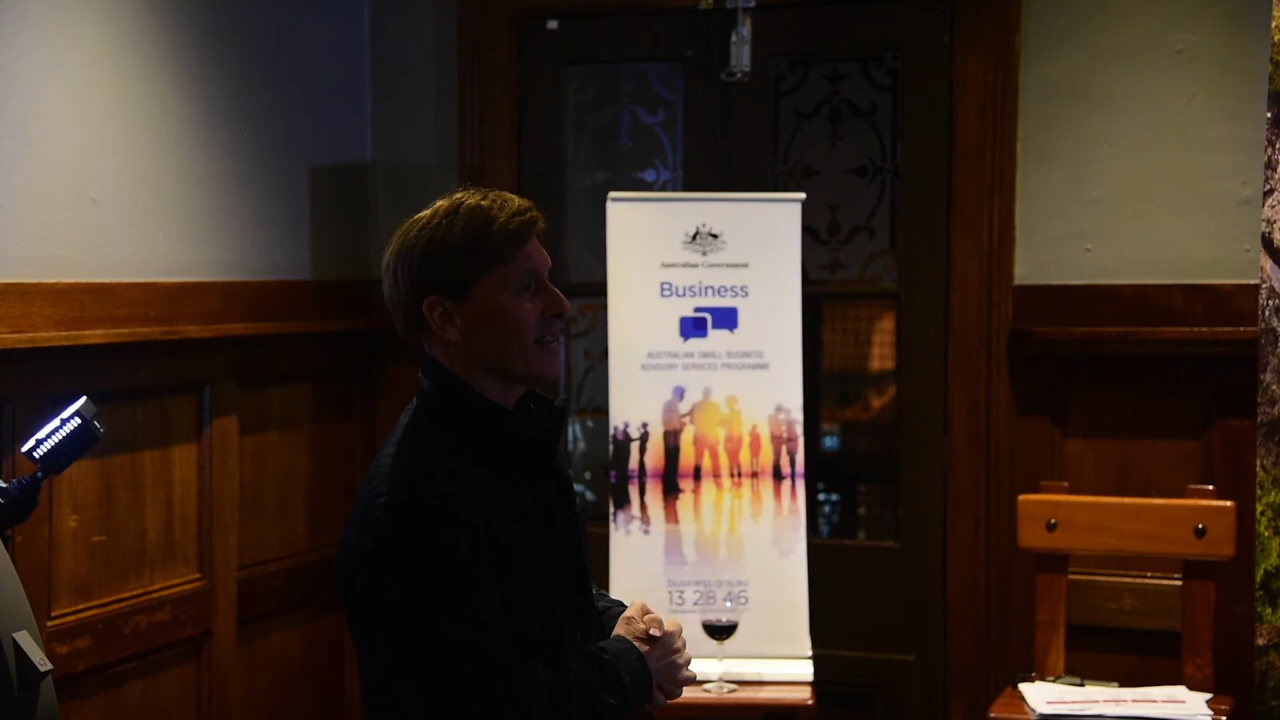 Australian Government
Business
AUSTRALIAN SMALL BUSINESS
ADVISORY SERVICES PROGRAMME
business.gov.au
13 28 46